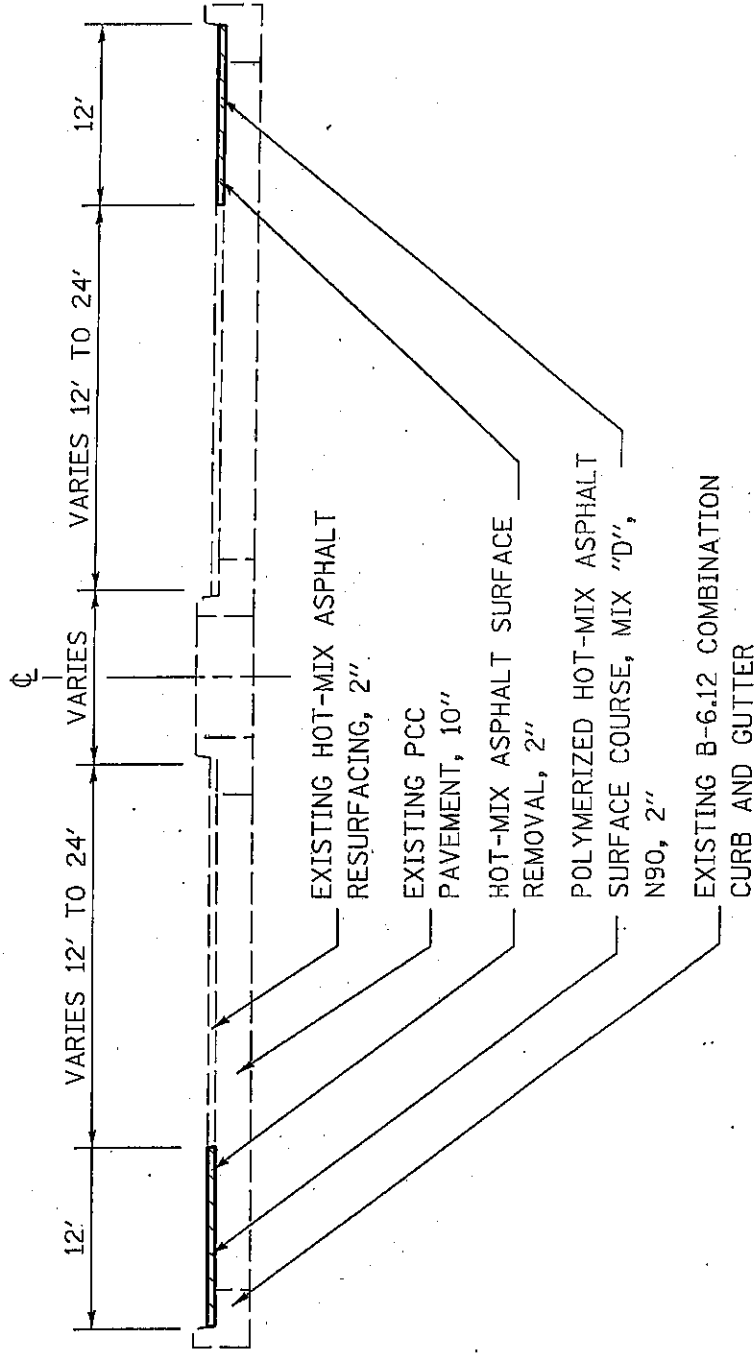 ℄
12'
VARIES 12' TO 24'
VARIES
VARIES 12' TO 24'
12'
EXISTING HOT-MIX ASPHALT
RESURFACING, 2"
EXISTING PCC
PAVEMENT, 10"
HOT-MIX ASPHALT SURFACE
REMOVAL, 2"
POLYMERIZED HOT-MIX ASPHALT
SURFACE COURSE, MIX "D",
N90, 2"
EXISTING B-6.12 COMBINATION
CURB AND GUTTER